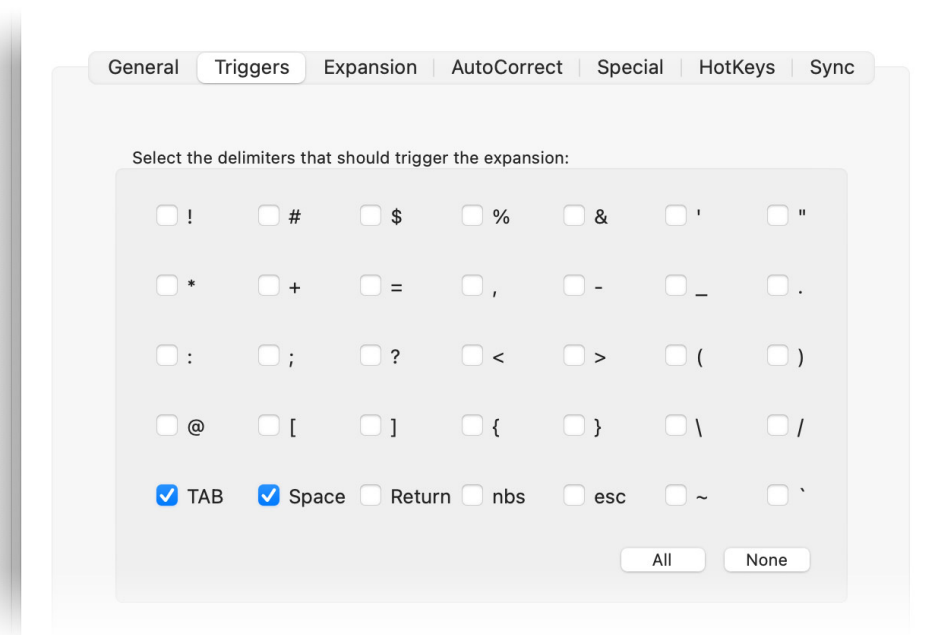 General Triggers Expansion AutoCorrect Special HotKeys Sync
Select the delimiters that should trigger the expansion:
! # $ % & ' "
* + = , - _ .
: ; ? < > ( )
@ [ ] { } \ /
TAB Space Return nbs esc ~ `
All None